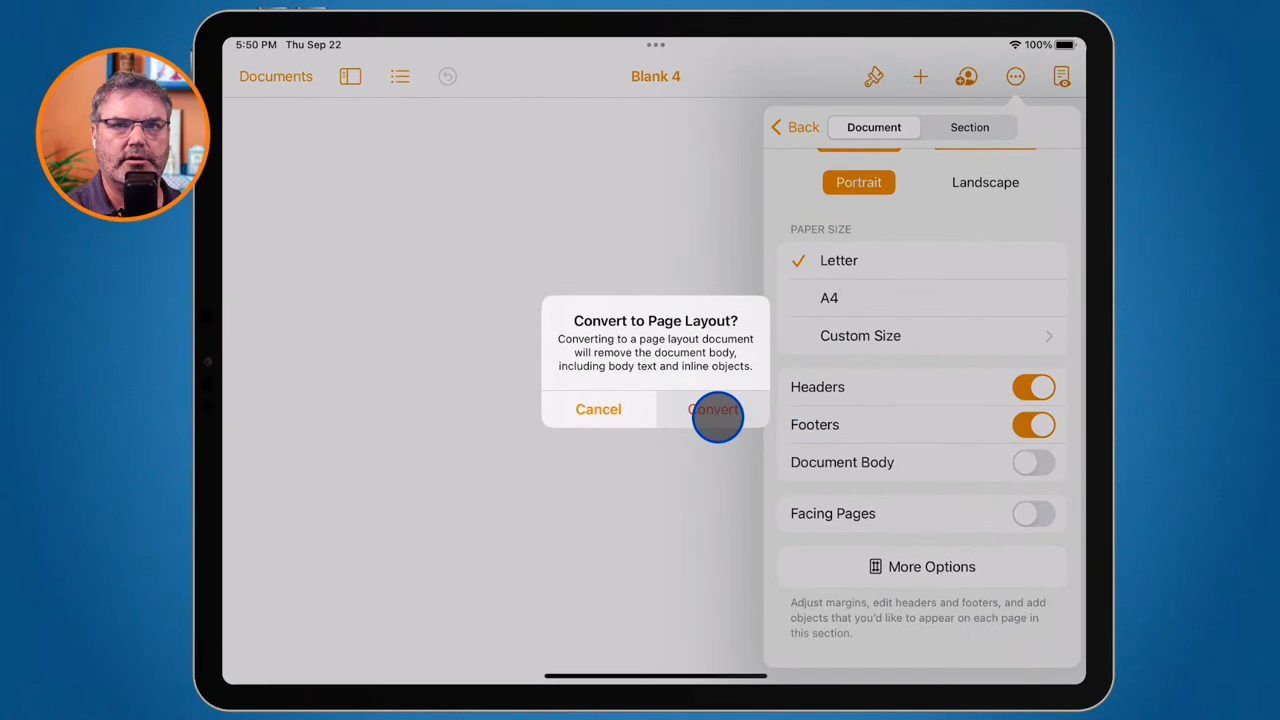 5:50 PM Thu Sep 22
100%
Documents
Blank 4
Back
Document
Section
Portrait
Landscape
PAPER SIZE
Letter
A4
Custom Size
Headers
Footers
Document Body
Facing Pages
More Options
Adjust margins, edit headers and footers, and add
objects that you'd like to appear on each page in
this section.
Convert to Page Layout?
Converting to a page layout document
will remove the document body,
including body text and inline objects.
Cancel
Convert